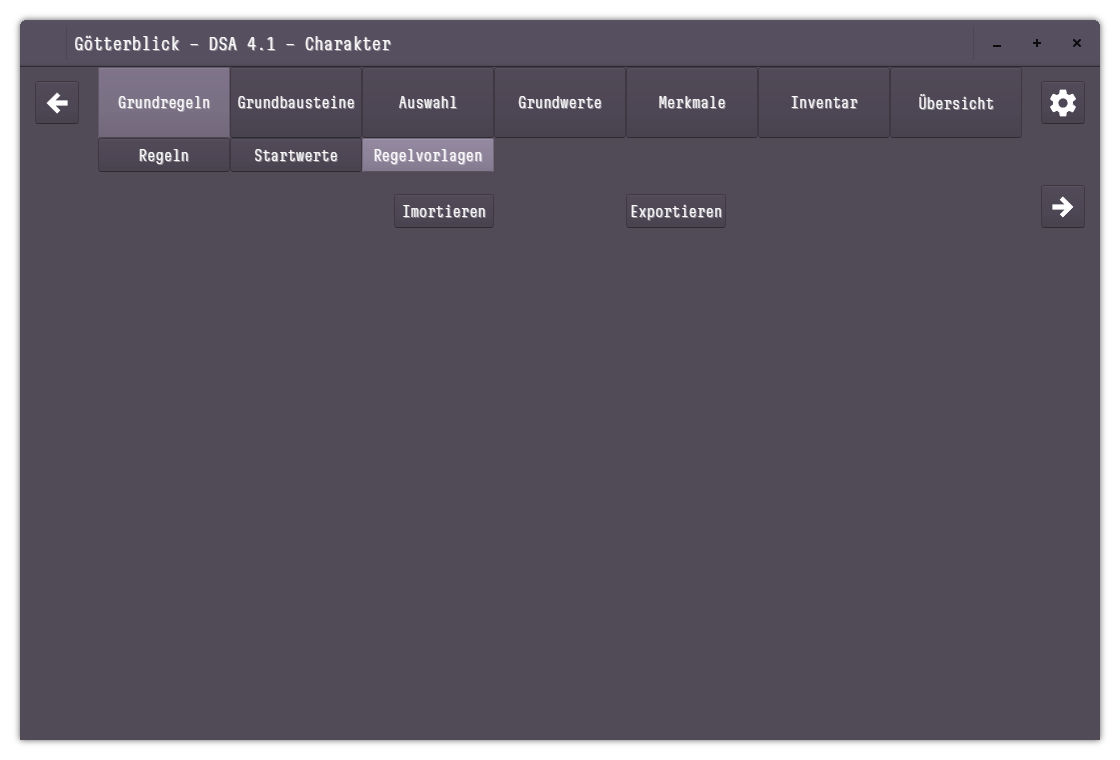 Götterblick - DSA 4.1 - Charakter
Grundregeln Grundbausteine Auswahl Grundwerte Merkmale Inventar Übersicht
Regeln Startwerte Regelvorlagen
Imortieren Exportieren